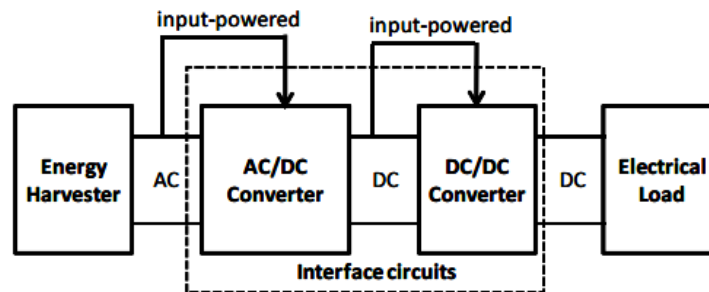 input-powered
input-powered
Energy
Harvester
AC
AC/DC
Converter
DC
DC/DC
Converter
DC
Electrical
Load
Interface circuits